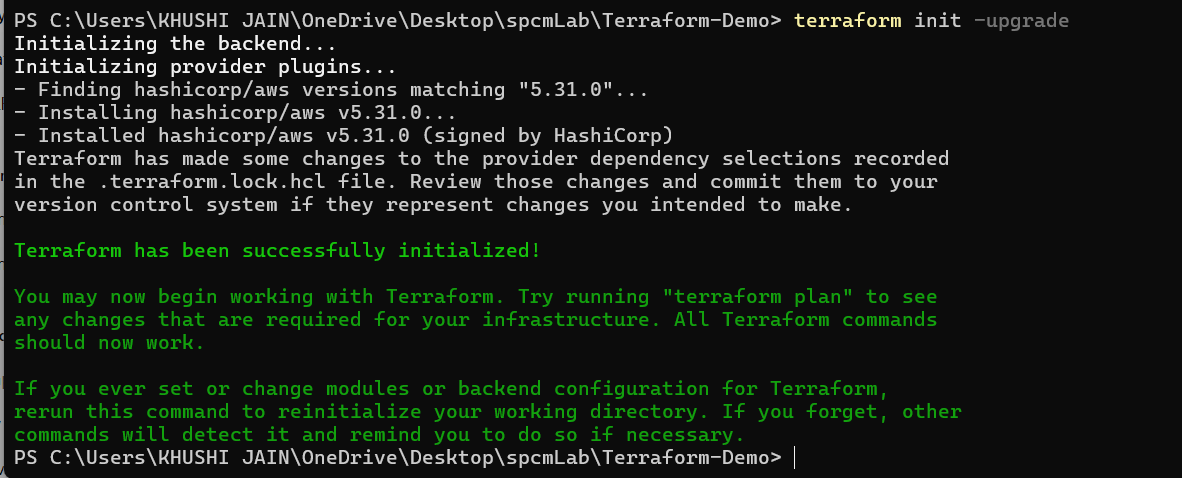 PS C:\Users\KHUSHI JAIN\OneDrive\Desktop\spcmLab\Terraform-Demo> terraform init -upgrade
Initializing the backend...
Initializing provider plugins...
- Finding hashicorp/aws versions matching "5.31.0"...
- Installing hashicorp/aws v5.31.0...
- Installed hashicorp/aws v5.31.0 (signed by HashiCorp)
Terraform has made some changes to the provider dependency selections recorded
in the .terraform.lock.hcl file. Review those changes and commit them to your
version control system if they represent changes you intended to make.
Terraform has been successfully initialized!
You may now begin working with Terraform. Try running "terraform plan" to see
any changes that are required for your infrastructure. All Terraform commands
should now work.
If you ever set or change modules or backend configuration for Terraform,
rerun this command to reinitialize your working directory. If you forget, other
commands will detect it and remind you to do so if necessary.
PS C:\Users\KHUSHI JAIN\OneDrive\Desktop\spcmLab\Terraform-Demo>